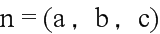 n = (a , b , c)